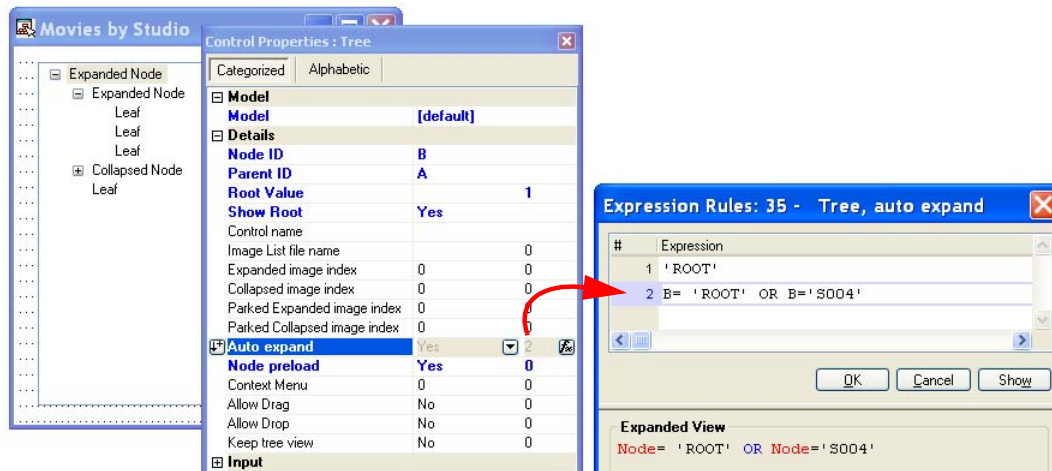 Movies by Studio
Expanded Node
Expanded Node
Leaf
Leaf
Leaf
Collapsed Node
Leaf
Control Properties : Tree
Categorized Alphabetic
Model
Model [default]
Details
Node ID B
Parent ID A
Root Value 1
Show Root Yes
Control name
Image List file name 0
Expanded image index 0 0
Collapsed image index 0 0
Parked Expanded image index 0 0
Parked Collapsed image index 0 0
Auto expand Yes 2
Node preload Yes 0
Context Menu 0 0
Allow Drag No 0
Allow Drop No 0
Keep tree view No 0
Input
Expression Rules: 35 - Tree, auto expand
# Expression
1 'ROOT'
2 B= 'ROOT' OR B='S004'
OK Cancel Show
Expanded View
Node= 'ROOT' OR Node='S004'